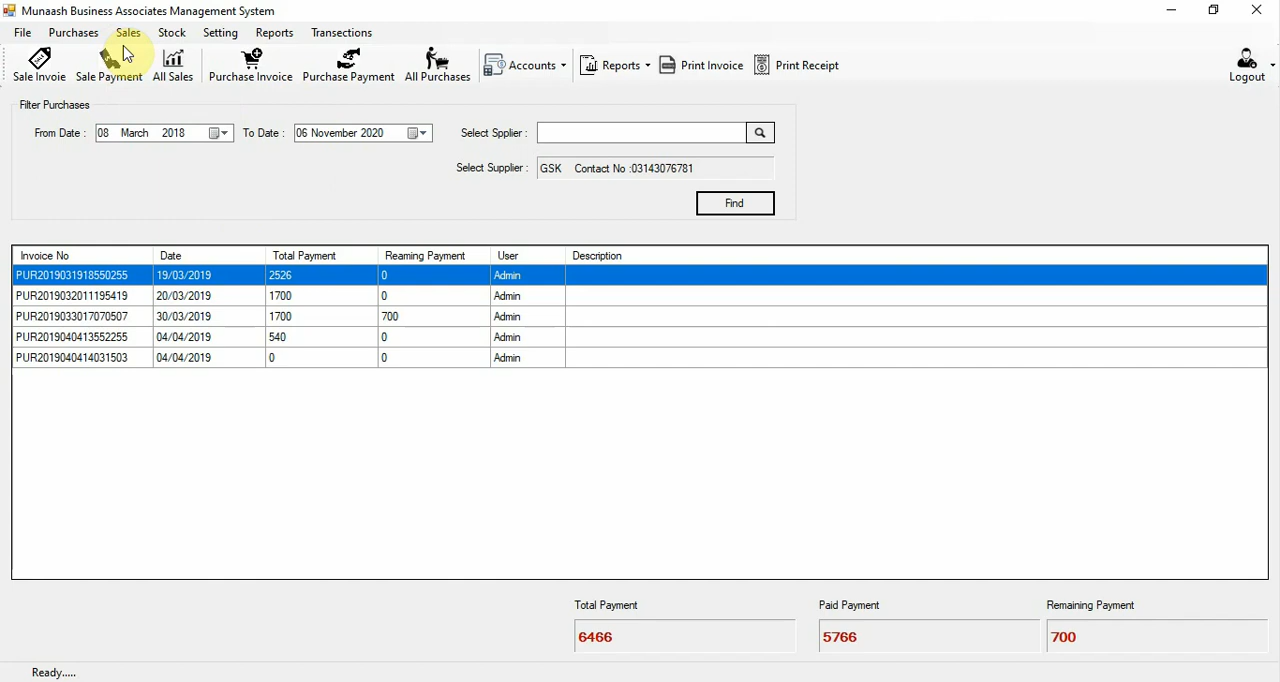 Munaash Business Associates Management System
File Purchases Sales Stock Setting Reports Transections
Sale Invoie Sale Payment All Sales Purchase Invoice Purchase Payment All Purchases Accounts Reports Print Invoice Print Receipt Logout
Filter Purchases
From Date : 08 March 2018 To Date : 06 November 2020 Select Spplier :
Select Supplier : GSK Contact No :03143076781
Find
Invoice No Date Total Payment Reaming Payment User Description
PUR2019031918550255 19/03/2019 2526 0 Admin
PUR2019032011195419 20/03/2019 1700 0 Admin
PUR2019033017070507 30/03/2019 1700 700 Admin
PUR2019040413552255 04/04/2019 540 0 Admin
PUR2019040414031503 04/04/2019 0 0 Admin
Total Payment Paid Payment Remaining Payment
6466 5766 700
Ready.....